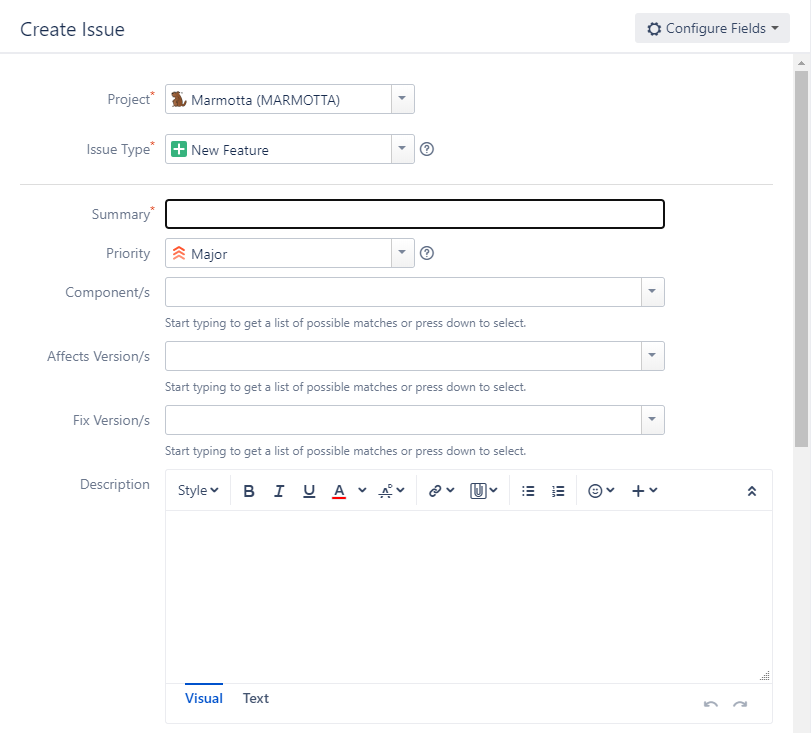 Create Issue
Configure Fields
Project*
Marmotta (MARMOTTA)
Issue Type*
New Feature
Summary*
Priority
Major
Component/s
Start typing to get a list of possible matches or press down to select.
Affects Version/s
Start typing to get a list of possible matches or press down to select.
Fix Version/s
Start typing to get a list of possible matches or press down to select.
Description
Style B I U A
Visual Text